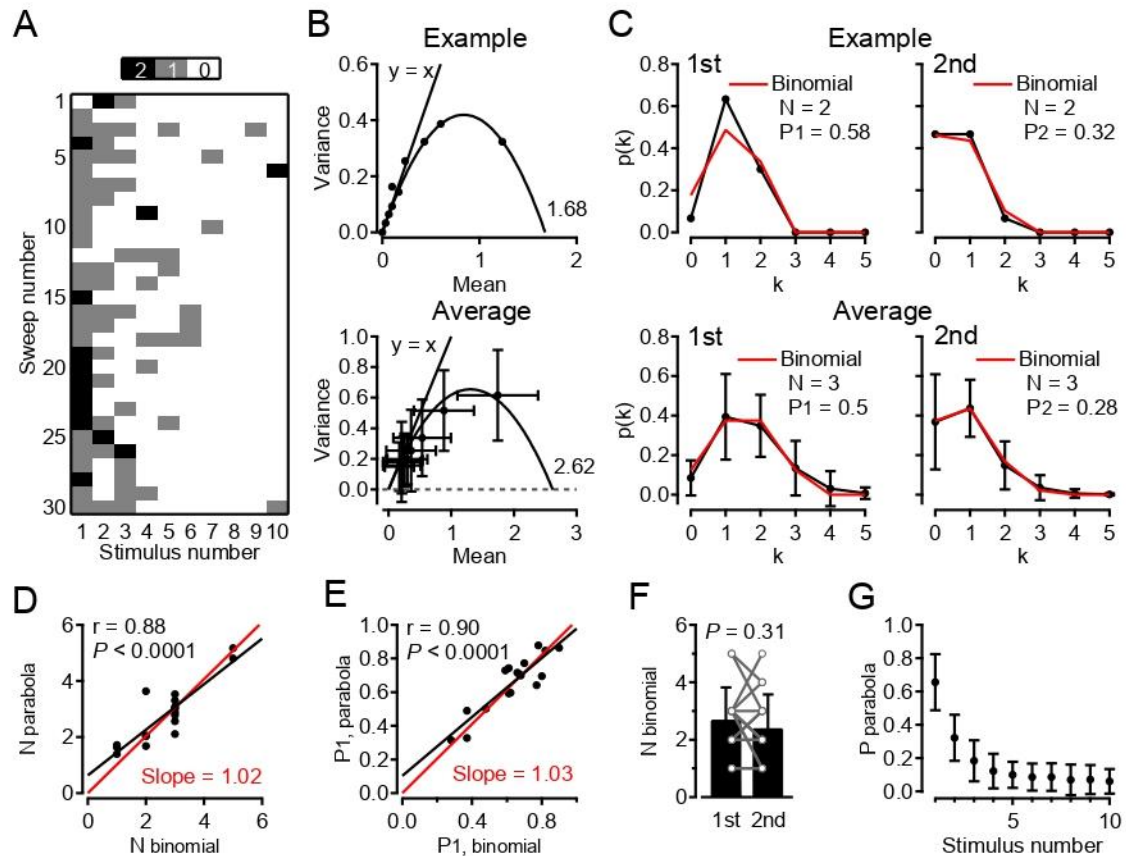 A
2 1 0
1
5
10
15
20
25
30
Sweep number
1 2 3 4 5 6 7 8 9 10
Stimulus number
B
Example
0.6
0.4
0.2
0.0
Variance
y = x
1.68
0 1 2
Mean
Average
1.0
0.8
0.6
0.4
0.2
0.0
Variance
y = x
2.62
0 1 2 3
Mean
C
Example
0.8
0.6
0.4
0.2
0.0
p(k)
1st
Binomial
N = 2
P1 = 0.58
0 1 2 3 4 5
k
2nd
Binomial
N = 2
P2 = 0.32
0 1 2 3 4 5
k
Average
0.8
0.6
0.4
0.2
0.0
p(k)
1st
Binomial
N = 3
P1 = 0.5
0 1 2 3 4 5
k
2nd
Binomial
N = 3
P2 = 0.28
0 1 2 3 4 5
k
D
6
4
2
0
N parabola
r = 0.88
P < 0.0001
Slope = 1.02
0 2 4 6
N binomial
E
1.0
0.8
0.6
0.4
0.2
0.0
P1, parabola
r = 0.90
P < 0.0001
Slope = 1.03
0.0 0.4 0.8
P1, binomial
F
6
4
2
0
N binomial
P = 0.31
1st 2nd
G
1.0
0.8
0.6
0.4
0.2
0.0
P parabola
5 10
Stimulus number